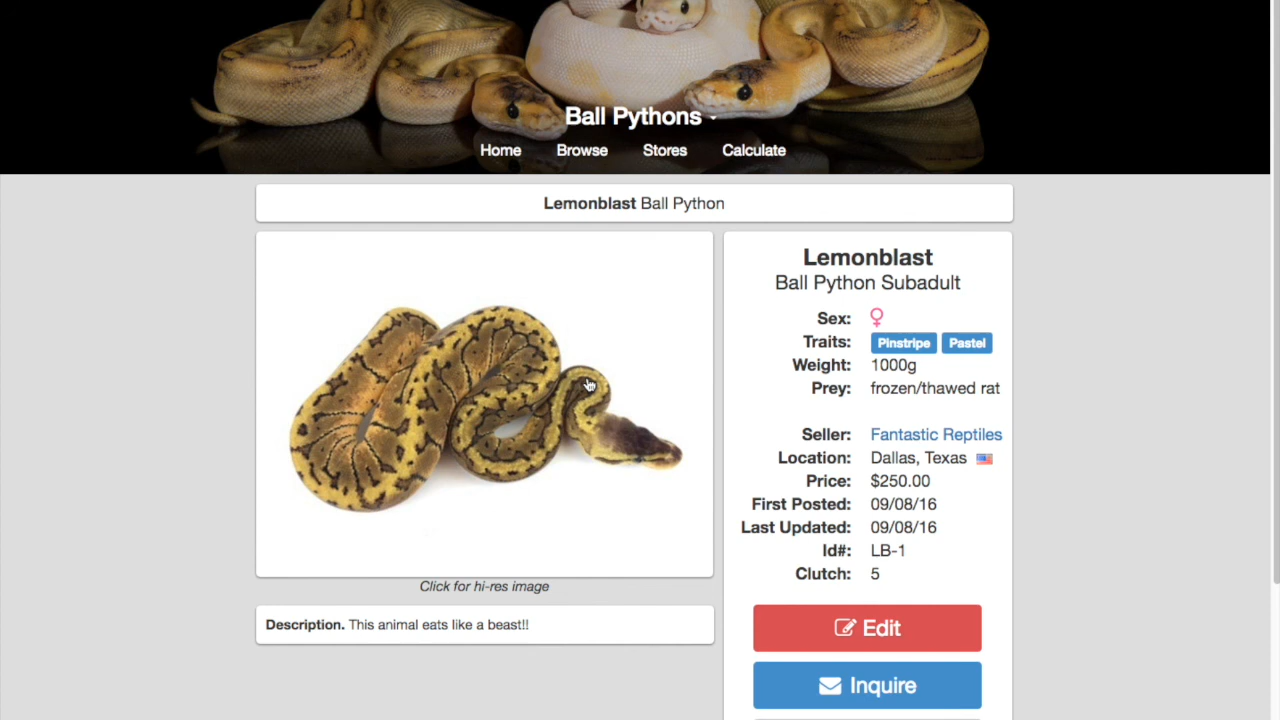 Ball Pythons
Home Browse Stores Calculate
Lemonblast Ball Python
Lemonblast
Ball Python Subadult
Sex: ♀
Traits: Pinstripe Pastel
Weight: 1000g
Prey: frozen/thawed rat
Seller: Fantastic Reptiles
Location: Dallas, Texas
Price: $250.00
First Posted: 09/08/16
Last Updated: 09/08/16
Id#: LB-1
Clutch: 5
Click for hi-res image
Description. This animal eats like a beast!!
Edit
Inquire